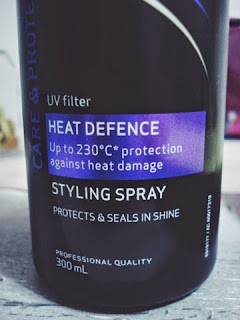 CARE & PROTE
UV filter
HEAT DEFENCE
Up to 230°C* protection
against heat damage
STYLING SPRAY
PROTECTS & SEALS IN SHINE
PROFESSIONAL QUALITY
300 mL